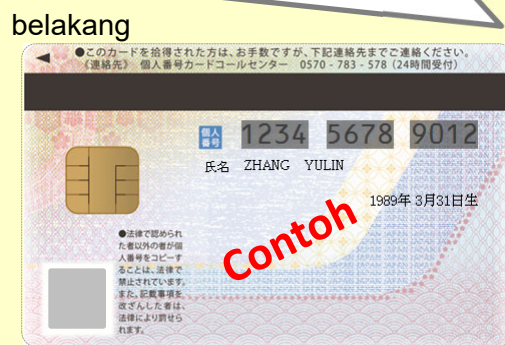 belakang
●このカードを拾得された方は、お手数ですが、下記連絡先までご連絡ください。
《連絡先》 個人番号カードコールセンター 0570-783-578 (24時間受付)
個人
番号
1234 5678 9012
氏名 ZHANG YULIN
1989年 3月31日生
Contoh
●法律で認められ
た者以外の者が個
人番号をコピーす
ることは、法律で
禁止されています。
また、記載事項を
改ざんした者は、
法律により罰せら
れます。